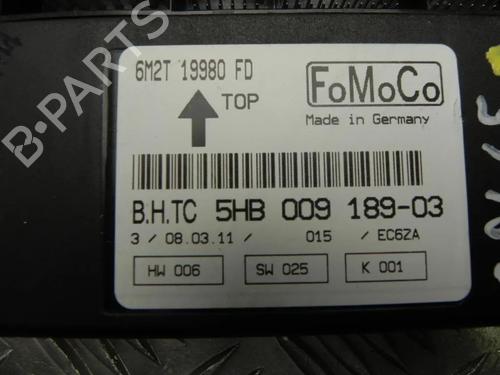 6M2T 19980 FD
TOP
FoMoCo
Made in Germany
B.H.TC 5HB 009 189-03
3 / 08.03.11 / 015 / EC6ZA
HW 006 SW 025 K 001
B-PARTS